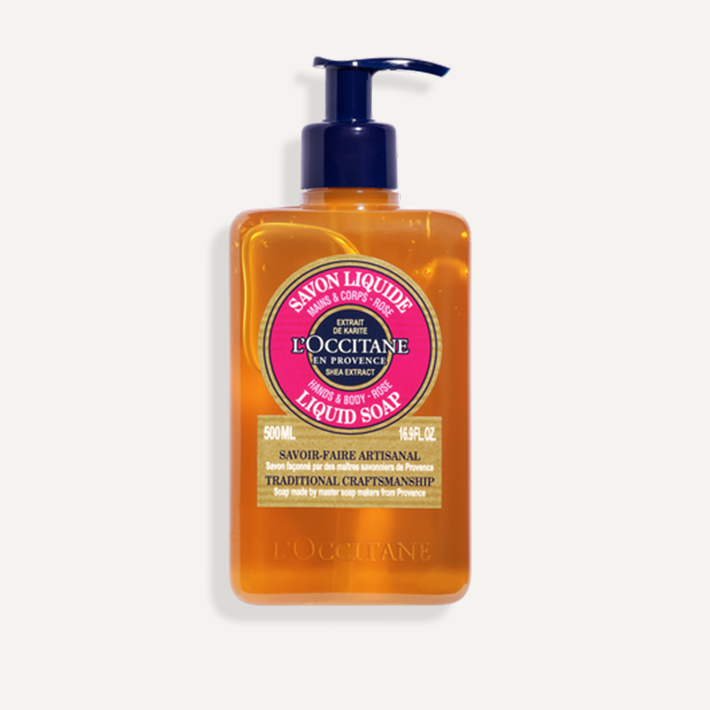 SAVON LIQUIDE
MAINS & CORPS - ROSE
EXTRAIT
DE KARITE
L'OCCITANE
EN PROVENCE
SHEA EXTRACT
HANDS & BODY - ROSE
LIQUID SOAP
500ML 16.9FL.OZ.
SAVOIR-FAIRE ARTISANAL
Savon façonné par des maîtres savonniers de Provence
TRADITIONAL CRAFTSMANSHIP
Soap made by master soap makers from Provence
L'OCCITANE